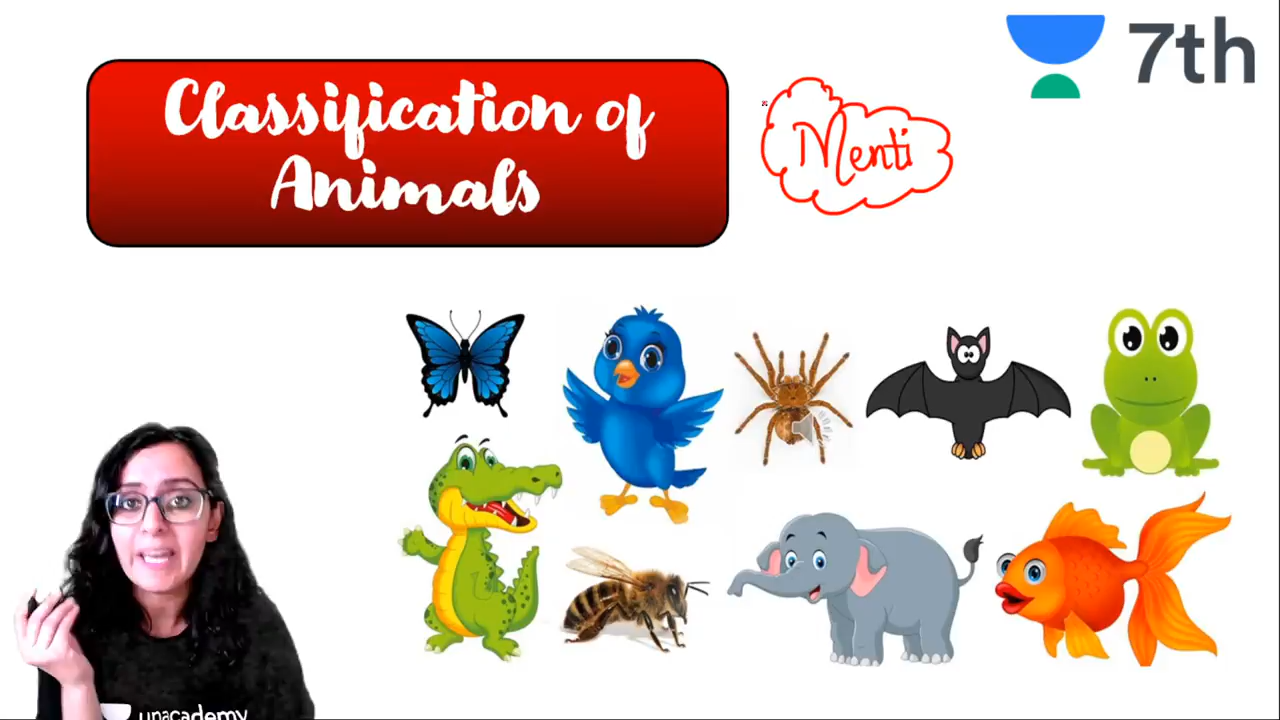 Classification of
Animals
Menti
7th
unacademy